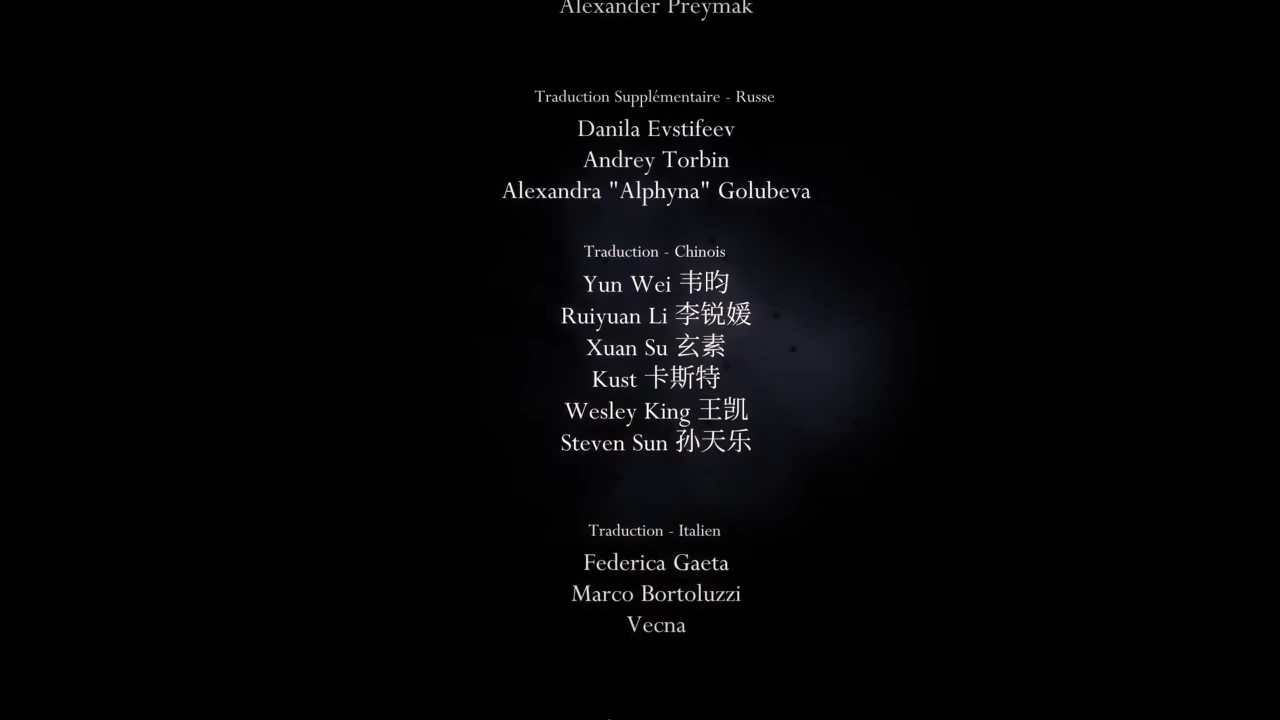 Alexander Preymak
Traduction Supplémentaire - Russe
Danila Evstifeev
Andrey Torbin
Alexandra "Alphyna" Golubeva
Traduction - Chinois
Yun Wei 韦昀
Ruiyuan Li 李锐媛
Xuan Su 玄素
Kust 卡斯特
Wesley King 王凯
Steven Sun 孙天乐
Traduction - Italien
Federica Gaeta
Marco Bortoluzzi
Vecna